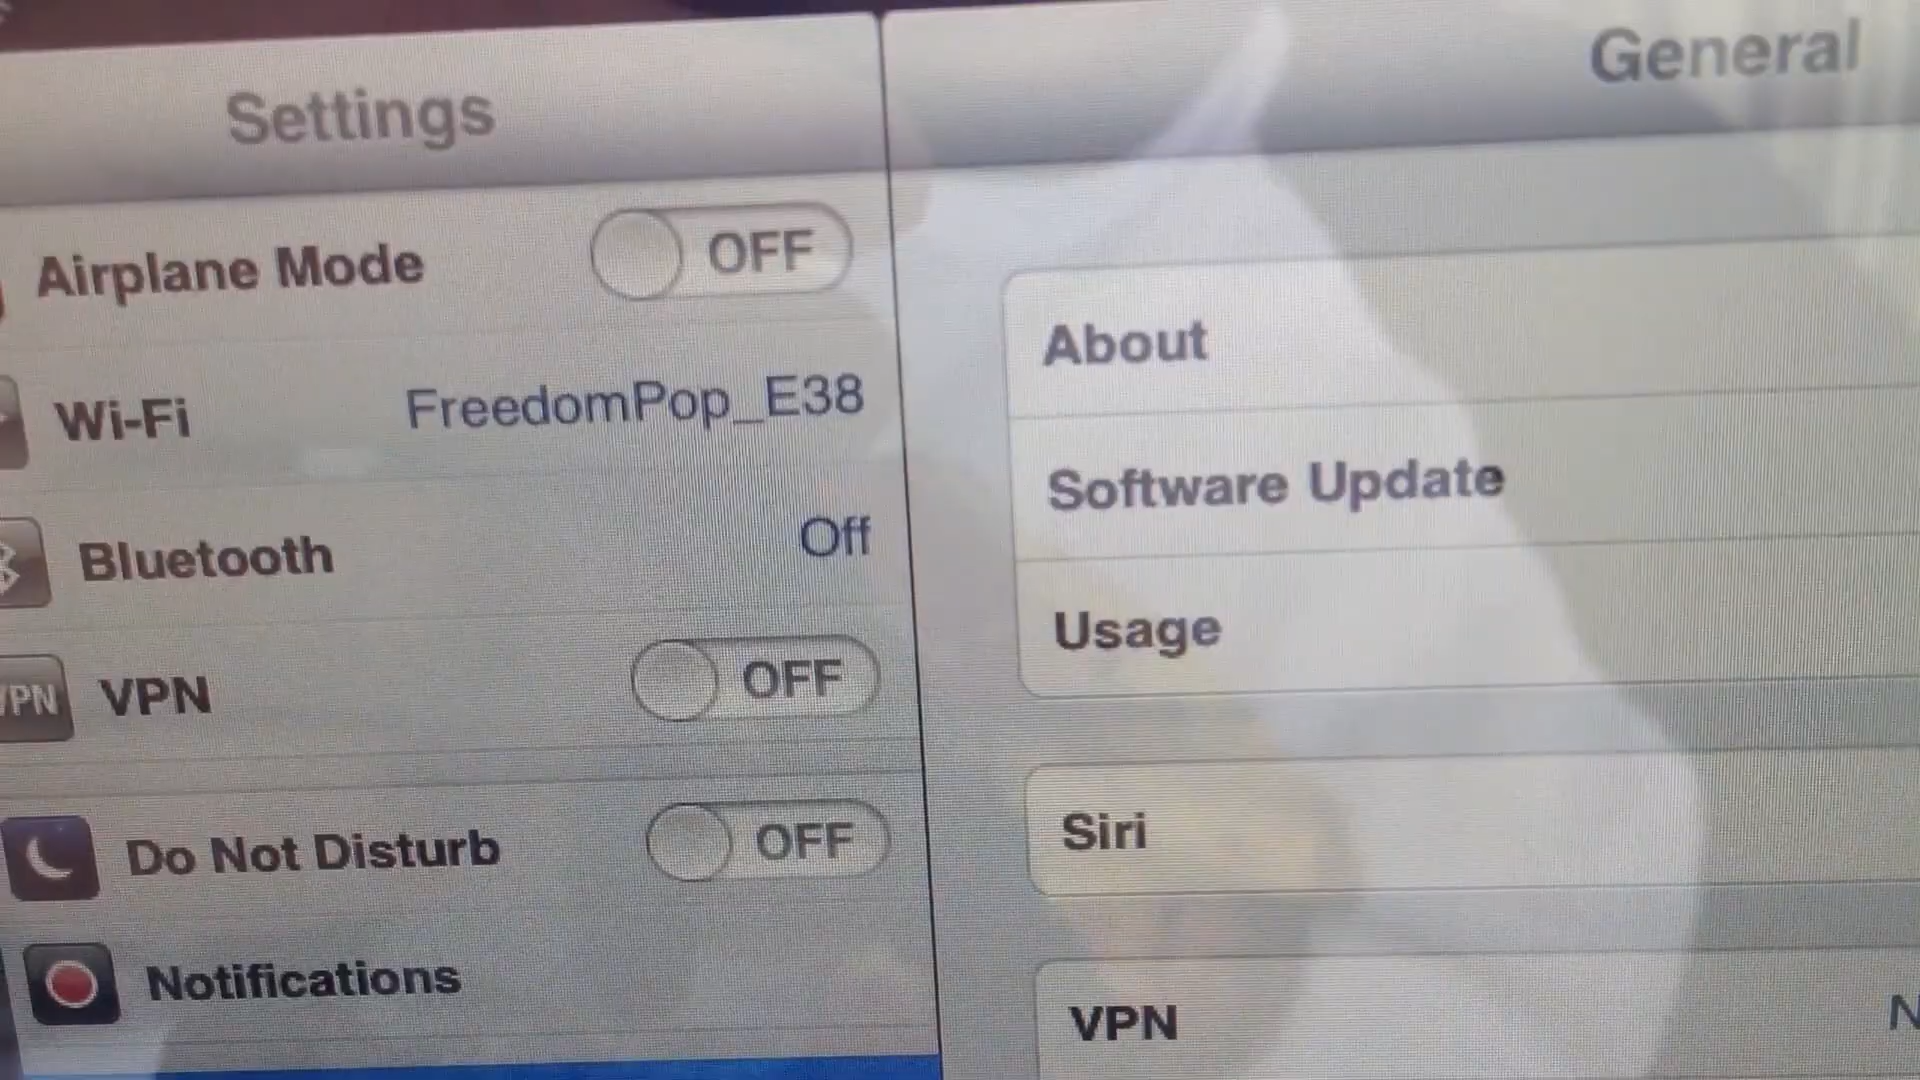 Settings
General
Airplane Mode OFF
Wi-Fi FreedomPop_E38
Bluetooth Off
VPN VPN OFF
Do Not Disturb OFF
Notifications
About
Software Update
Usage
Siri
VPN